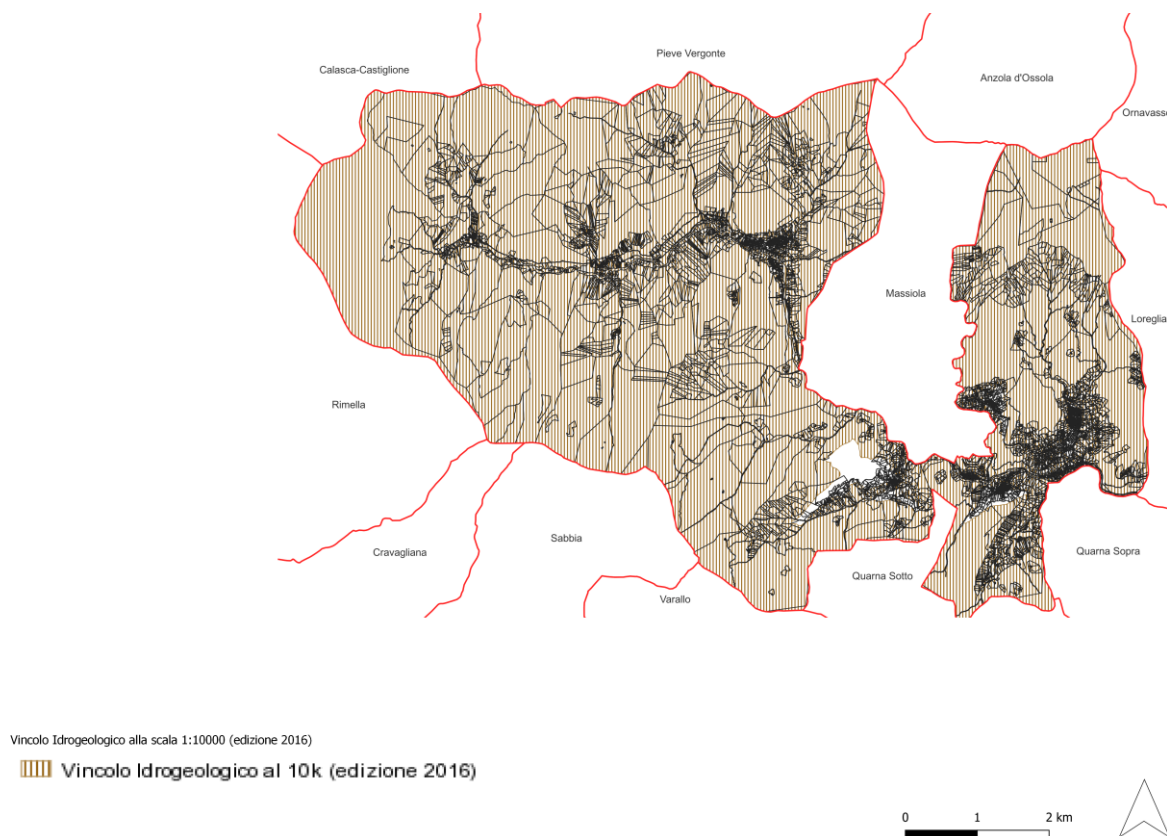 Pieve Vergonte
Calasca-Castiglione
Anzola d'Ossola
Ornavasso
Massiola
Loreglia
Rimella
Sabbia
Cravagliana
Quarna Sopra
Quarna Sotto
Varallo
Vincolo Idrogeologico alla scala 1:10000 (edizione 2016)
Vincolo Idrogeologico al 10k (edizione 2016)
0 1 2 km